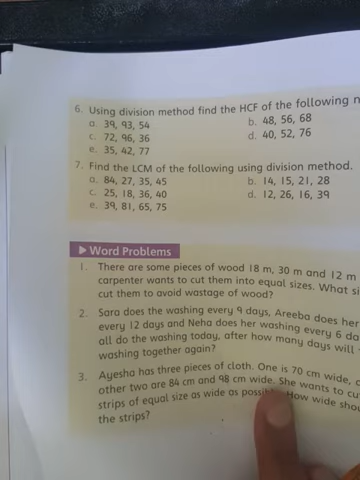 6. Using division method find the HCF of the following
a. 39, 93, 54
b. 48, 56, 68
c. 72, 96, 36
d. 40, 52, 76
e. 35, 42, 77
7. Find the LCM of the following using division method.
a. 84, 27, 35, 45
b. 14, 15, 21, 28
c. 25, 18, 36, 40
d. 12, 26, 16, 39
e. 39, 81, 65, 75
Word Problems
1. There are some pieces of wood 18 m, 30 m and 12 m
carpenter wants to cut them into equal sizes. What
cut them to avoid wastage of wood?
2. Sara does the washing every 9 days, Areeba does her
every 12 days and Neha does her washing every 6
all do the washing today, after how many days will
washing together again?
3. Ayesha has three pieces of cloth. One is 70 cm wide,
other two are 84 cm and 98 cm wide. She wants to
strips of equal size as wide as How wide
the strips?